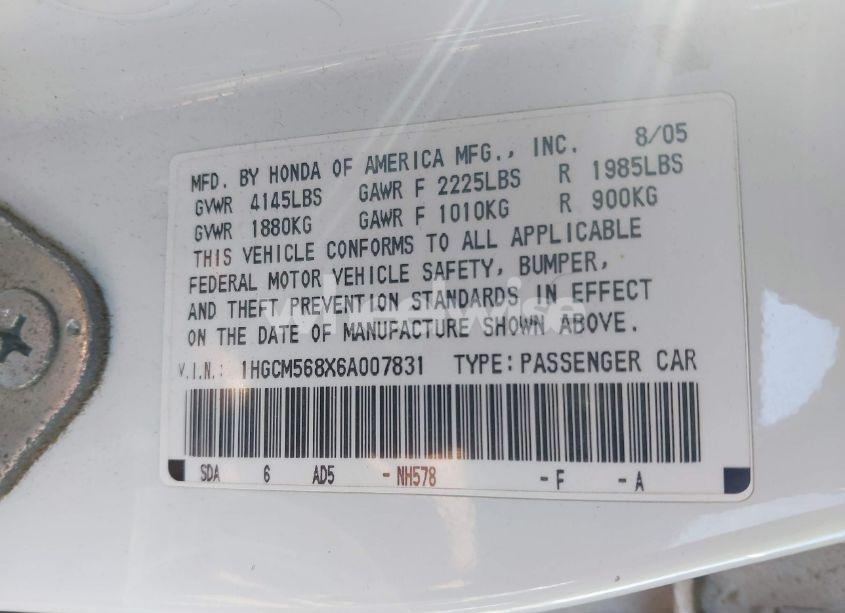 MFD. BY HONDA OF AMERICA MFG., INC. 8/05
GVWR 4145LBS GAWR F 2225LBS R 1985LBS
GVWR 1880KG GAWR F 1010KG R 900KG
THIS VEHICLE CONFORMS TO ALL APPLICABLE
FEDERAL MOTOR VEHICLE SAFETY, BUMPER,
AND THEFT PREVENTION STANDARDS IN EFFECT
ON THE DATE OF MANUFACTURE SHOWN ABOVE.
V.I.N.: 1HGCM568X6A007831 TYPE: PASSENGER CAR
SDA 6 AD5 -NH578 -F -A
wheelwise